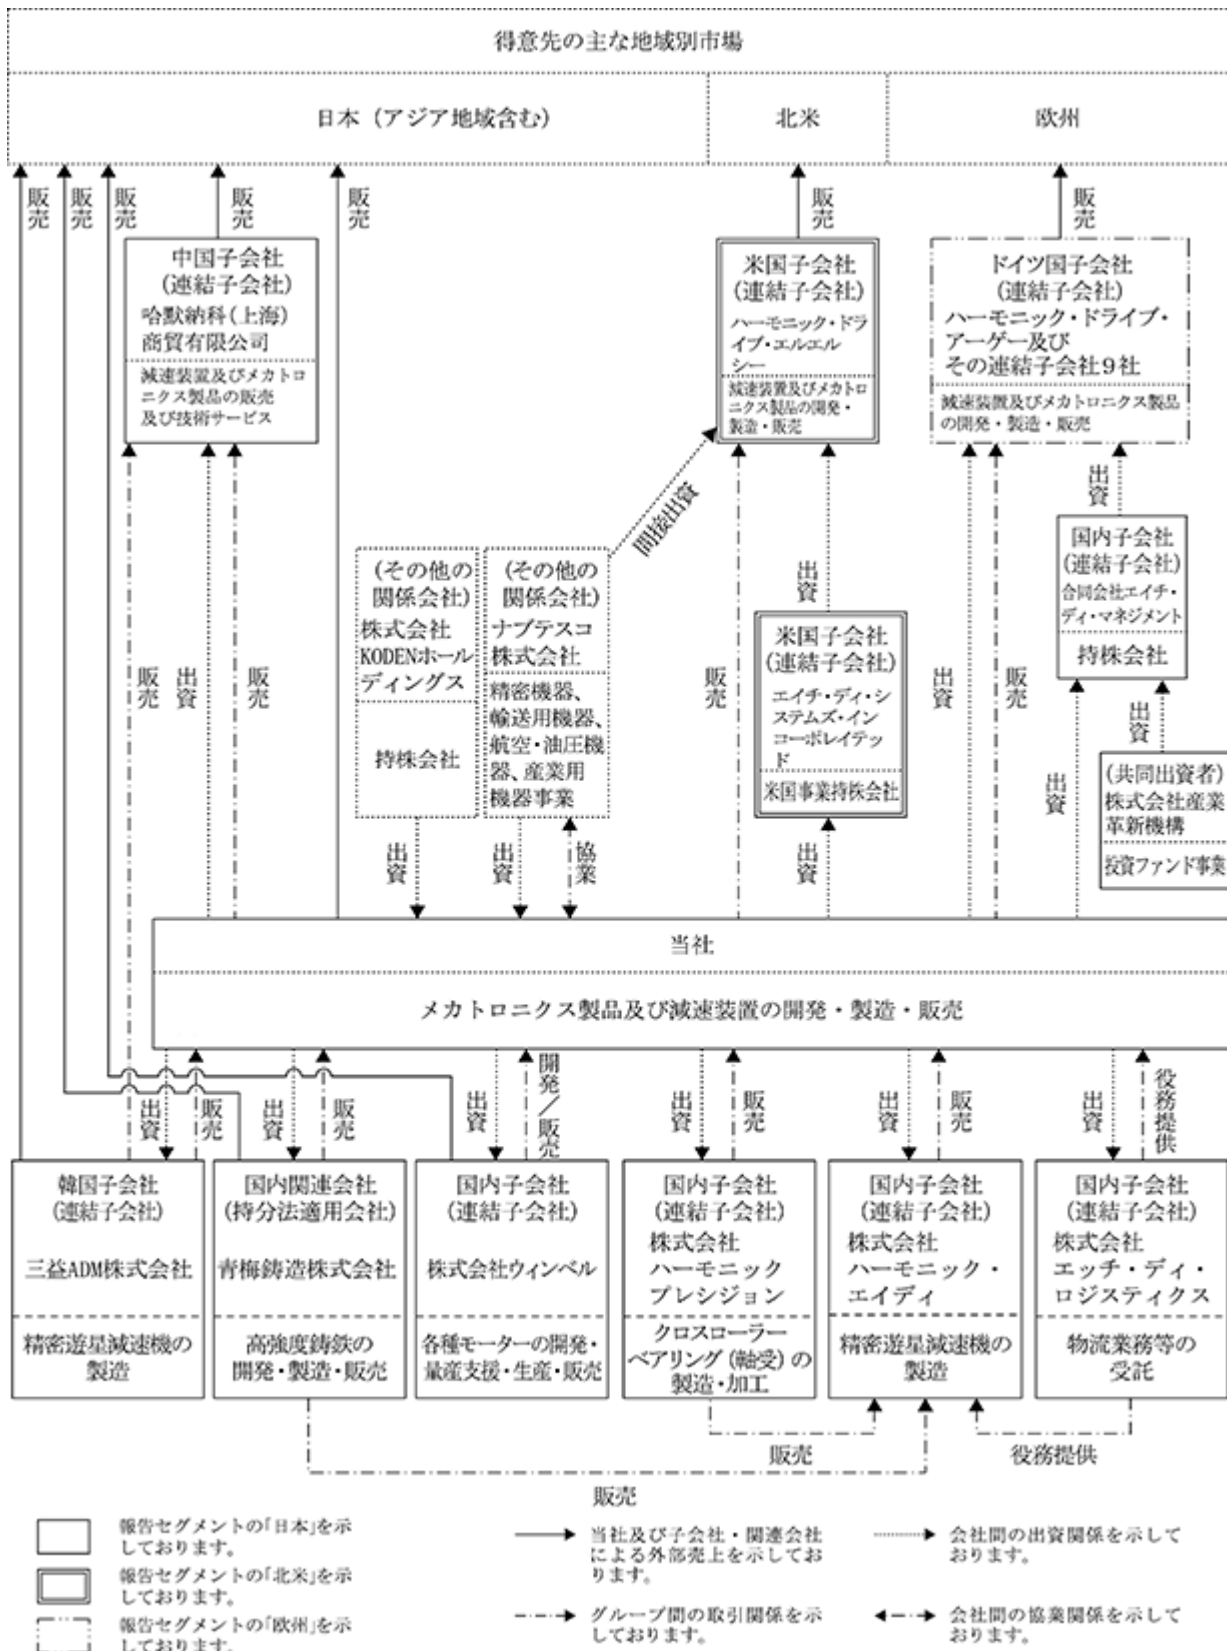 得意先の主な地域別市場
日本（アジア地域含む）
北米
欧州
販売
販売
販売
販売
販売
販売
販売
中国子会社
(連結子会社)
哈默納科(上海)
商貿有限公司
減速装置及びメカトロ
ニクス製品の販売
及び技術サービス
米国子会社
(連結子会社)
ハーモニック・ドラ
イブ・エルエル
シー
減速装置及びメカトロ
ニクス製品の開発・
製造・販売
ドイツ国子会社
(連結子会社)
ハーモニック・ドライブ・
アーゲー及び
その連結子会社９社
減速装置及びメカトロニクス製品
の開発・製造・販売
間接出資
出資
出資
国内子会社
(連結子会社)
合同会社エイチ・
ディ・マネジメント
持株会社
(その他の
関係会社)
株式会社
KODENホール
ディングス
持株会社
(その他の
関係会社)
ナブテスコ
株式会社
精密機器、
輸送用機器、
航空・油圧機
器、産業用
機器事業
米国子会社
(連結子会社)
エイチ・ディ・シ
ステムズ・イン
コーポレイテッ
ド
米国事業持株会社
販売
出資
販売
販売
出資
販売
出資
出資
(共同出資者)
株式会社産業
革新機構
投資ファンド事業
出資
出資
協業
出資
当社
メカトロニクス製品及び減速装置の開発・製造・販売
出資
販売
出資
販売
出資
開発／販売
出資
販売
出資
販売
出資
役務提供
韓国子会社
(連結子会社)
三益ADM株式会社
精密遊星減速機の
製造
国内関連会社
(持分法適用会社)
青梅鋳造株式会社
高強度鋳鉄の
開発・製造・販売
国内子会社
(連結子会社)
株式会社ウィンベル
各種モーターの開発・
量産支援・生産・販売
国内子会社
(連結子会社)
株式会社
ハーモニック
プレシジョン
クロスローラー
ベアリング(軸受)の
製造・加工
国内子会社
(連結子会社)
株式会社
ハーモニック・
エイディ
精密遊星減速機の
製造
国内子会社
(連結子会社)
株式会社
エッチ・ディ・
ロジスティクス
物流業務等の
受託
販売
役務提供
販売
報告セグメントの「日本」を示
しております。
報告セグメントの「北米」を示
しております。
報告セグメントの「欧州」を示
しております。
当社及び子会社・関連会社
による外部売上を示してお
ります。
グループ間の取引関係を示
しております。
会社間の出資関係を示して
おります。
会社間の協業関係を示して
おります。